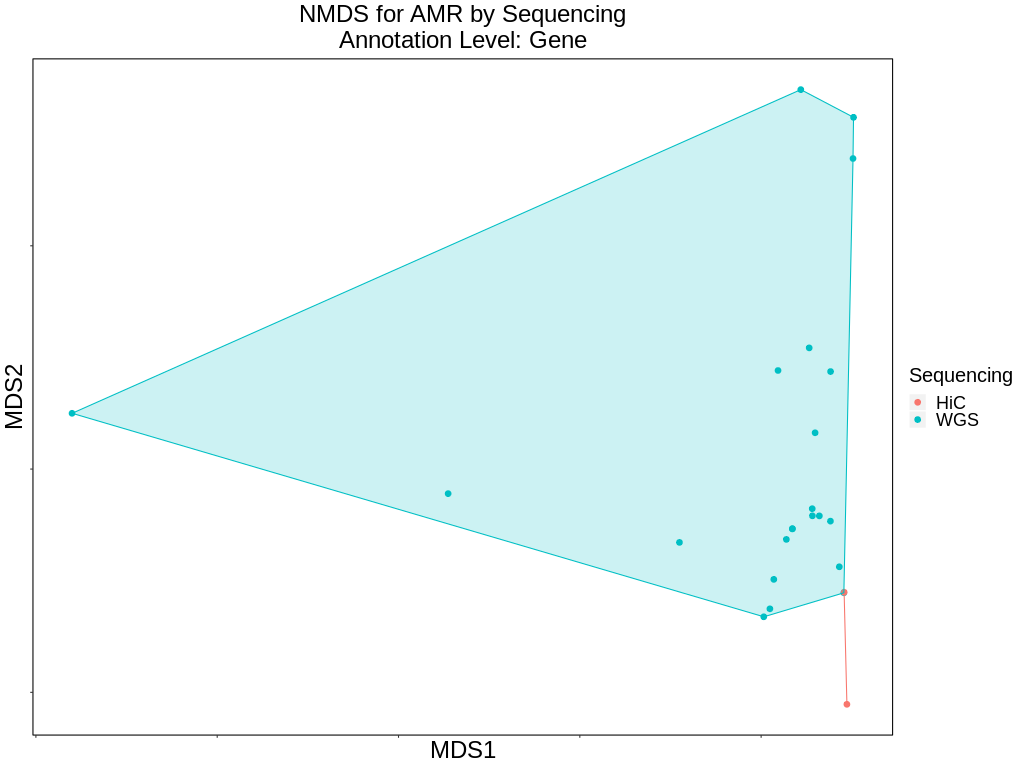 NMDS for AMR by Sequencing
Annotation Level: Gene
MDS2
Sequencing
HiC
WGS
MDS1